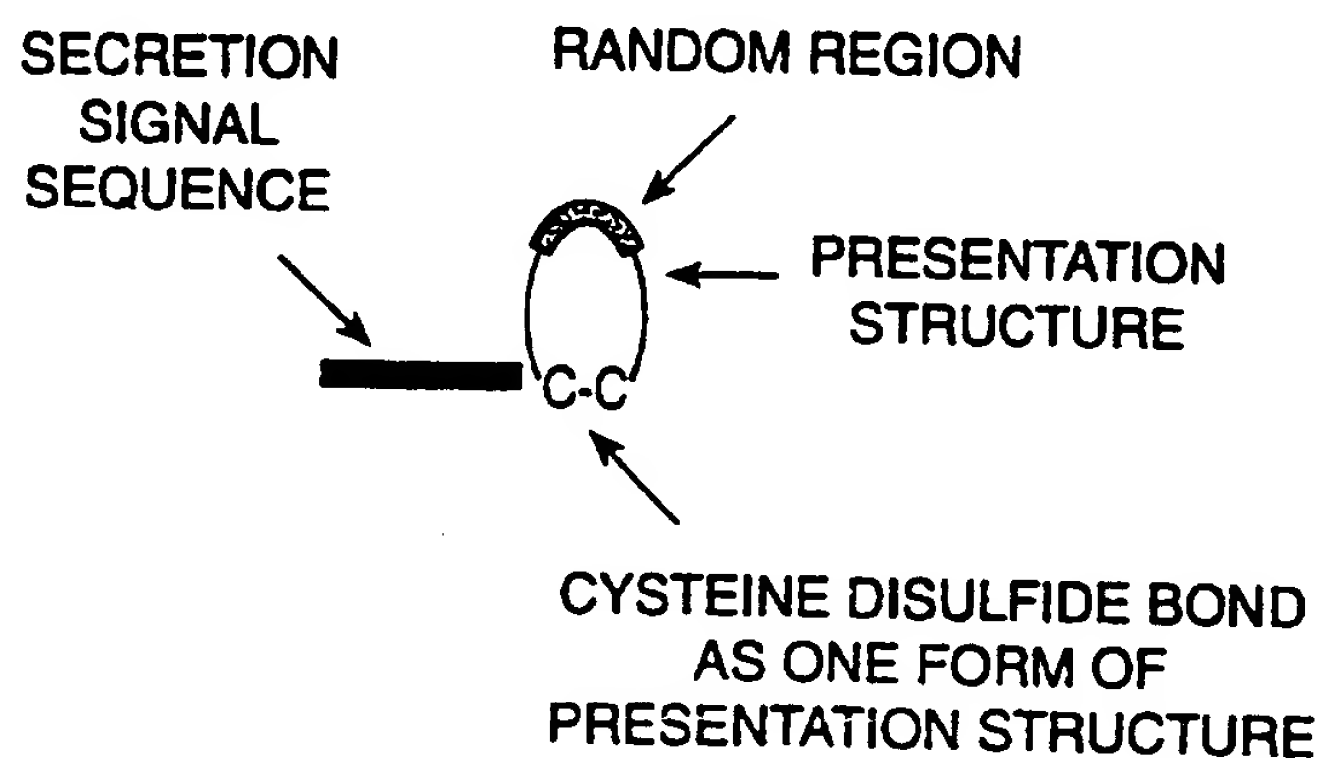 SECRETION
SIGNAL
SEQUENCE
RANDOM REGION
PRESENTATION
STRUCTURE
C-C
CYSTEINE DISULFIDE BOND
AS ONE FORM OF
PRESENTATION STRUCTURE